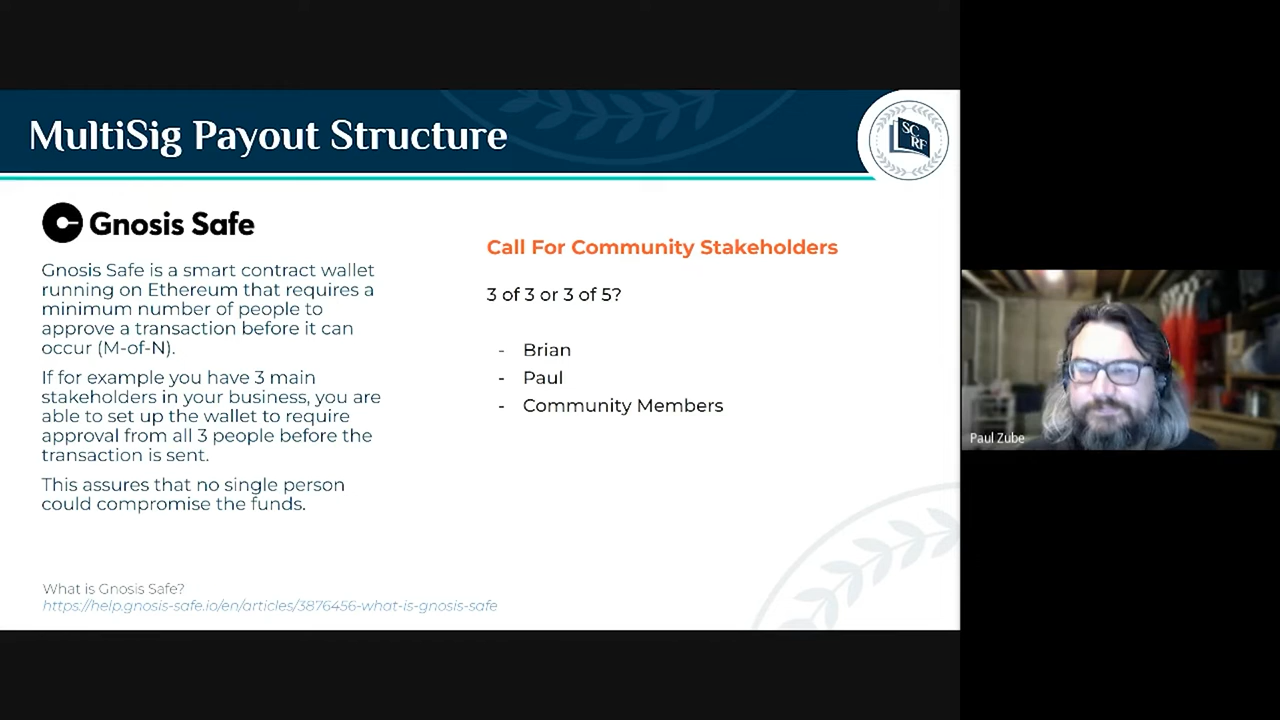 MultiSig Payout Structure
SC
RF
Gnosis Safe
Gnosis Safe is a smart contract wallet
running on Ethereum that requires a
minimum number of people to
approve a transaction before it can
occur (M-of-N).
If for example you have 3 main
stakeholders in your business, you are
able to set up the wallet to require
approval from all 3 people before the
transaction is sent.
This assures that no single person
could compromise the funds.
What is Gnosis Safe?
https://help.gnosis-safe.io/en/articles/3876456-what-is-gnosis-safe
Call For Community Stakeholders
3 of 3 or 3 of 5?
- Brian
- Paul
- Community Members
Paul Zube